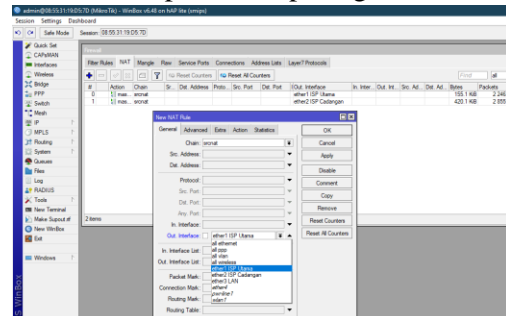 admin@08:55:31:19:D5:7D (MikroTik) - WinBox v6.48 on hAP lite (smips)
Session Settings Dashboard
Safe Mode Session: 08:55:31:19:D5:7D
Quick Set
CAPsMAN
Interfaces
Wireless
Bridge
PPP
Switch
Mesh
IP
MPLS
Routing
System
Queues
Files
Log
RADIUS
Tools
New Terminal
Make Supout.rif
New WinBox
Exit
Windows
WinBox
Firewall
Filter Rules NAT Mangle Raw Service Ports Connections Address Lists Layer7 Protocols
Reset Counters Reset All Counters Find all
# Action Chain Sr... Dst. Address Proto... Src. Port Dst. Port Out. Interface In. Inter... Out. Int... Src. Ad... Dst. Ad... Bytes Packets
0 mas... srcnat ether1 ISP Utama 155.1 KiB 2 246
1 mas... srcnat ether2 ISP Cadangan 420.1 KiB 2 855
2 items
New NAT Rule
General Advanced Extra Action Statistics
Chain: srcnat
Src. Address:
Dst. Address:
Protocol:
Src. Port:
Dst. Port:
Any. Port:
In. Interface:
Out. Interface: ether1 ISP Utama
In. Interface List:
Out. Interface List:
Packet Mark:
Connection Mark:
Routing Mark:
Routing Table:
all ethernet
all ppp
all vlan
all wireless
ether1 ISP Utama
ether2 ISP Cadangan
ether3 LAN
ether4
pwr-line1
wlan1
OK
Cancel
Apply
Disable
Comment
Copy
Remove
Reset Counters
Reset All Counters